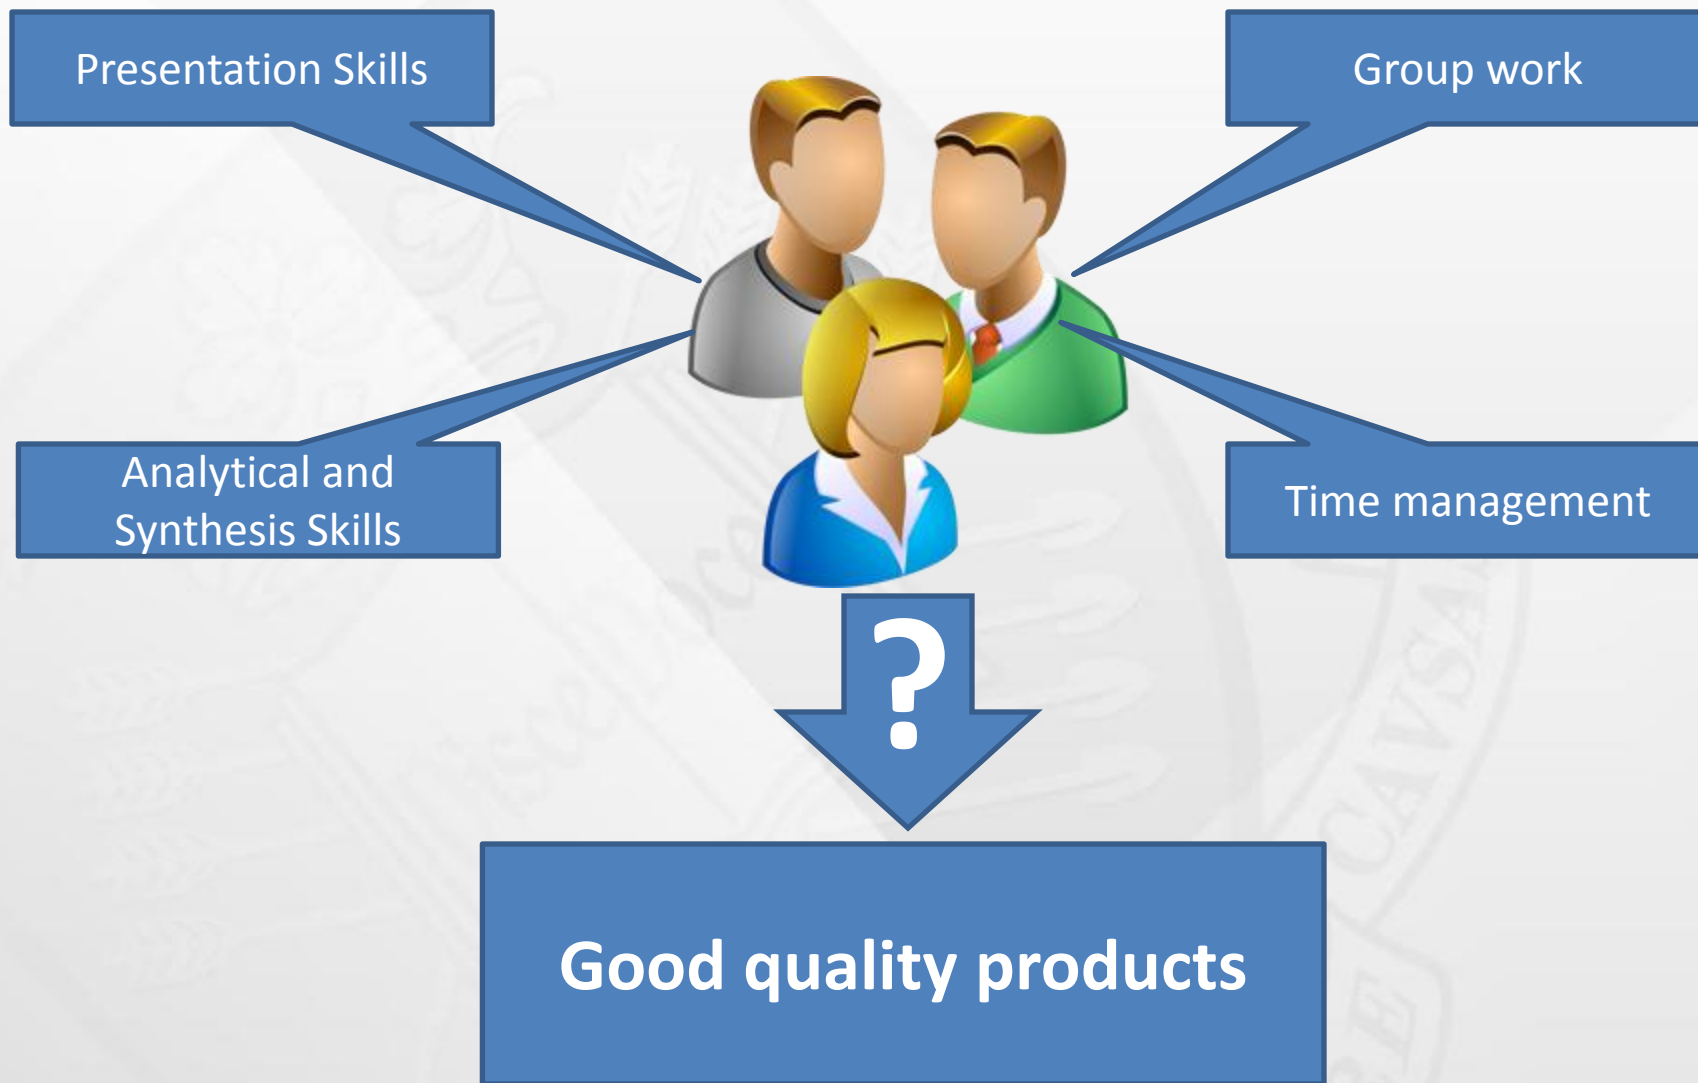 Presentation Skills
Group work
Analytical and
Synthesis Skills
Time management
?
Good quality products